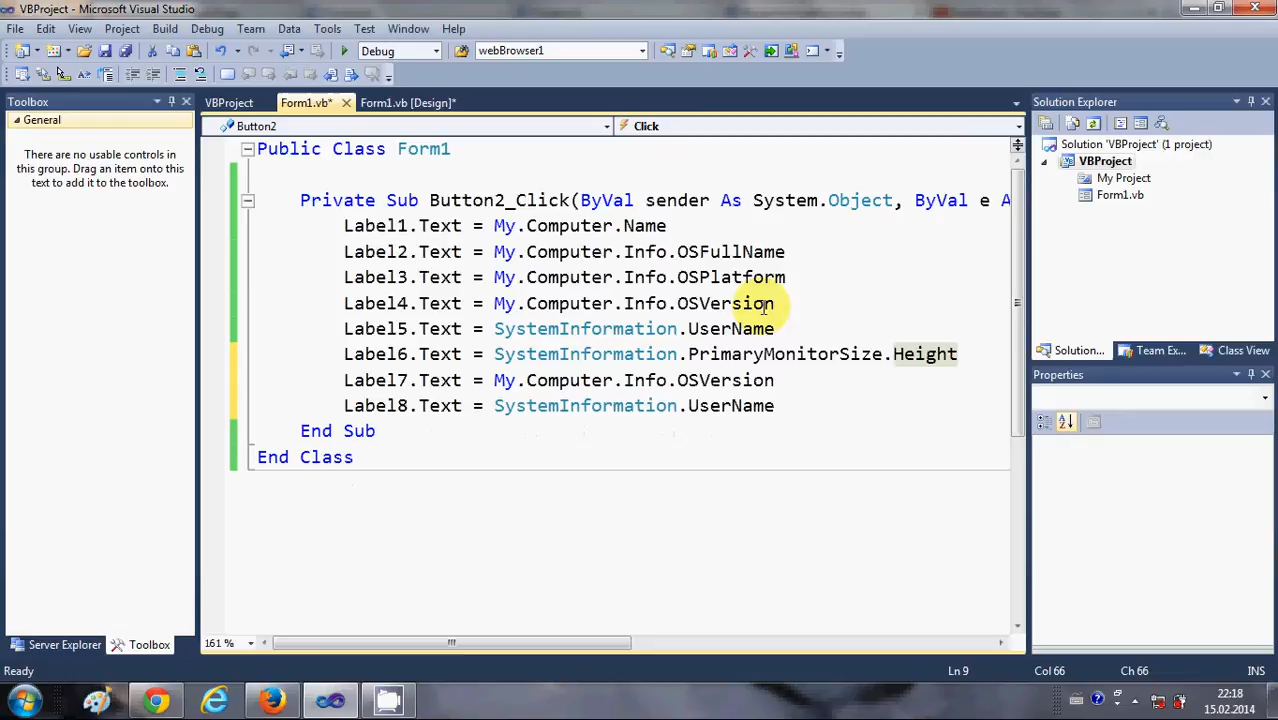 VBProject - Microsoft Visual Studio
File Edit View Project Build Debug Team Data Tools Test Window Help
Debug webBrowser1
Toolbox
General
There are no usable controls in
this group. Drag an item onto this
text to add it to the toolbox.
Server Explorer Toolbox
VBProject Form1.vb* Form1.vb [Design]*
Button2 Click
Public Class Form1
Private Sub Button2_Click(ByVal sender As System.Object, ByVal e A
Label1.Text = My.Computer.Name
Label2.Text = My.Computer.Info.OSFullName
Label3.Text = My.Computer.Info.OSPlatform
Label4.Text = My.Computer.Info.OSVersion
Label5.Text = SystemInformation.UserName
Label6.Text = SystemInformation.PrimaryMonitorSize.Height
Label7.Text = My.Computer.Info.OSVersion
Label8.Text = SystemInformation.UserName
End Sub
End Class
161 %
Solution Explorer
Solution 'VBProject' (1 project)
VBProject
My Project
Form1.vb
Solution... Team Ex... Class View
Properties
Ready Ln 9 Col 66 Ch 66 INS
22:18
15.02.2014